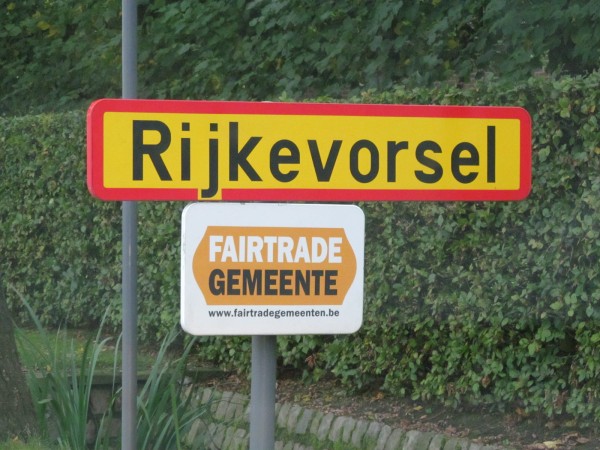 Rijkevorsel
FAIRTRADE
GEMEENTE
www.fairtradegemeenten.be